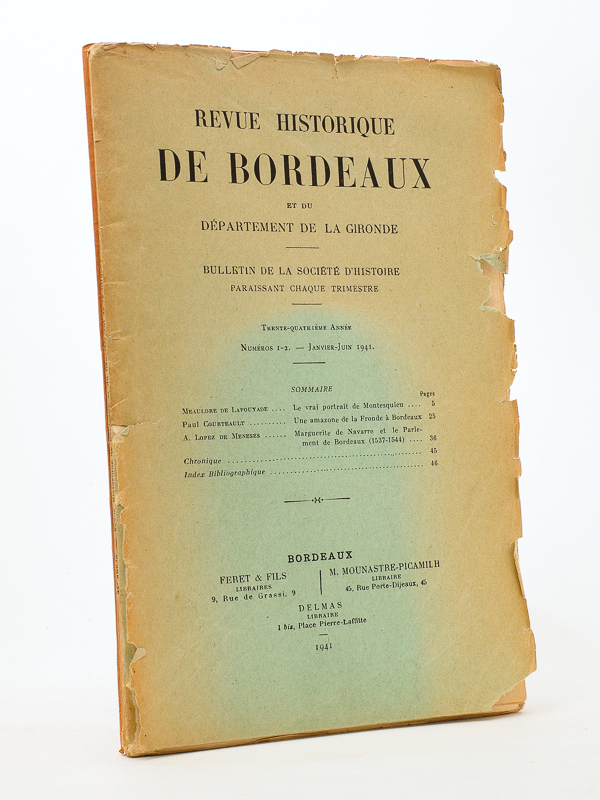 REVUE HISTORIQUE
DE BORDEAUX
ET DU
DÉPARTEMENT DE LA GIRONDE
BULLETIN DE LA SOCIÉTÉ D'HISTOIRE
PARAISSANT CHAQUE TRIMESTRE
TRENTE-QUATRIÈME ANNÉE
NUMÉROS 1-2. — JANVIER-JUIN 1941.
SOMMAIRE
Pages
MEAUDRE DE LAPOUYADE .... Le vrai portrait de Montesquieu .... 5
PAUL COURTEAULT .......... Une amazone de la Fronde à Bordeaux 25
A. LOPEZ DE MENESES ...... Marguerite de Navarre et le Parle-
ment de Bordeaux (1537-1544) .... 36
Chronique .......... 45
Index Bibliographique .......... 46
BORDEAUX
FERET & FILS
LIBRAIRES
9, Rue de Grassi, 9
M. MOUNASTRE-PICAMILH
LIBRAIRE
45, Rue Porte-Dijeaux, 45
DELMAS
LIBRAIRE
1 bis, Place Pierre-Laffitte
1941